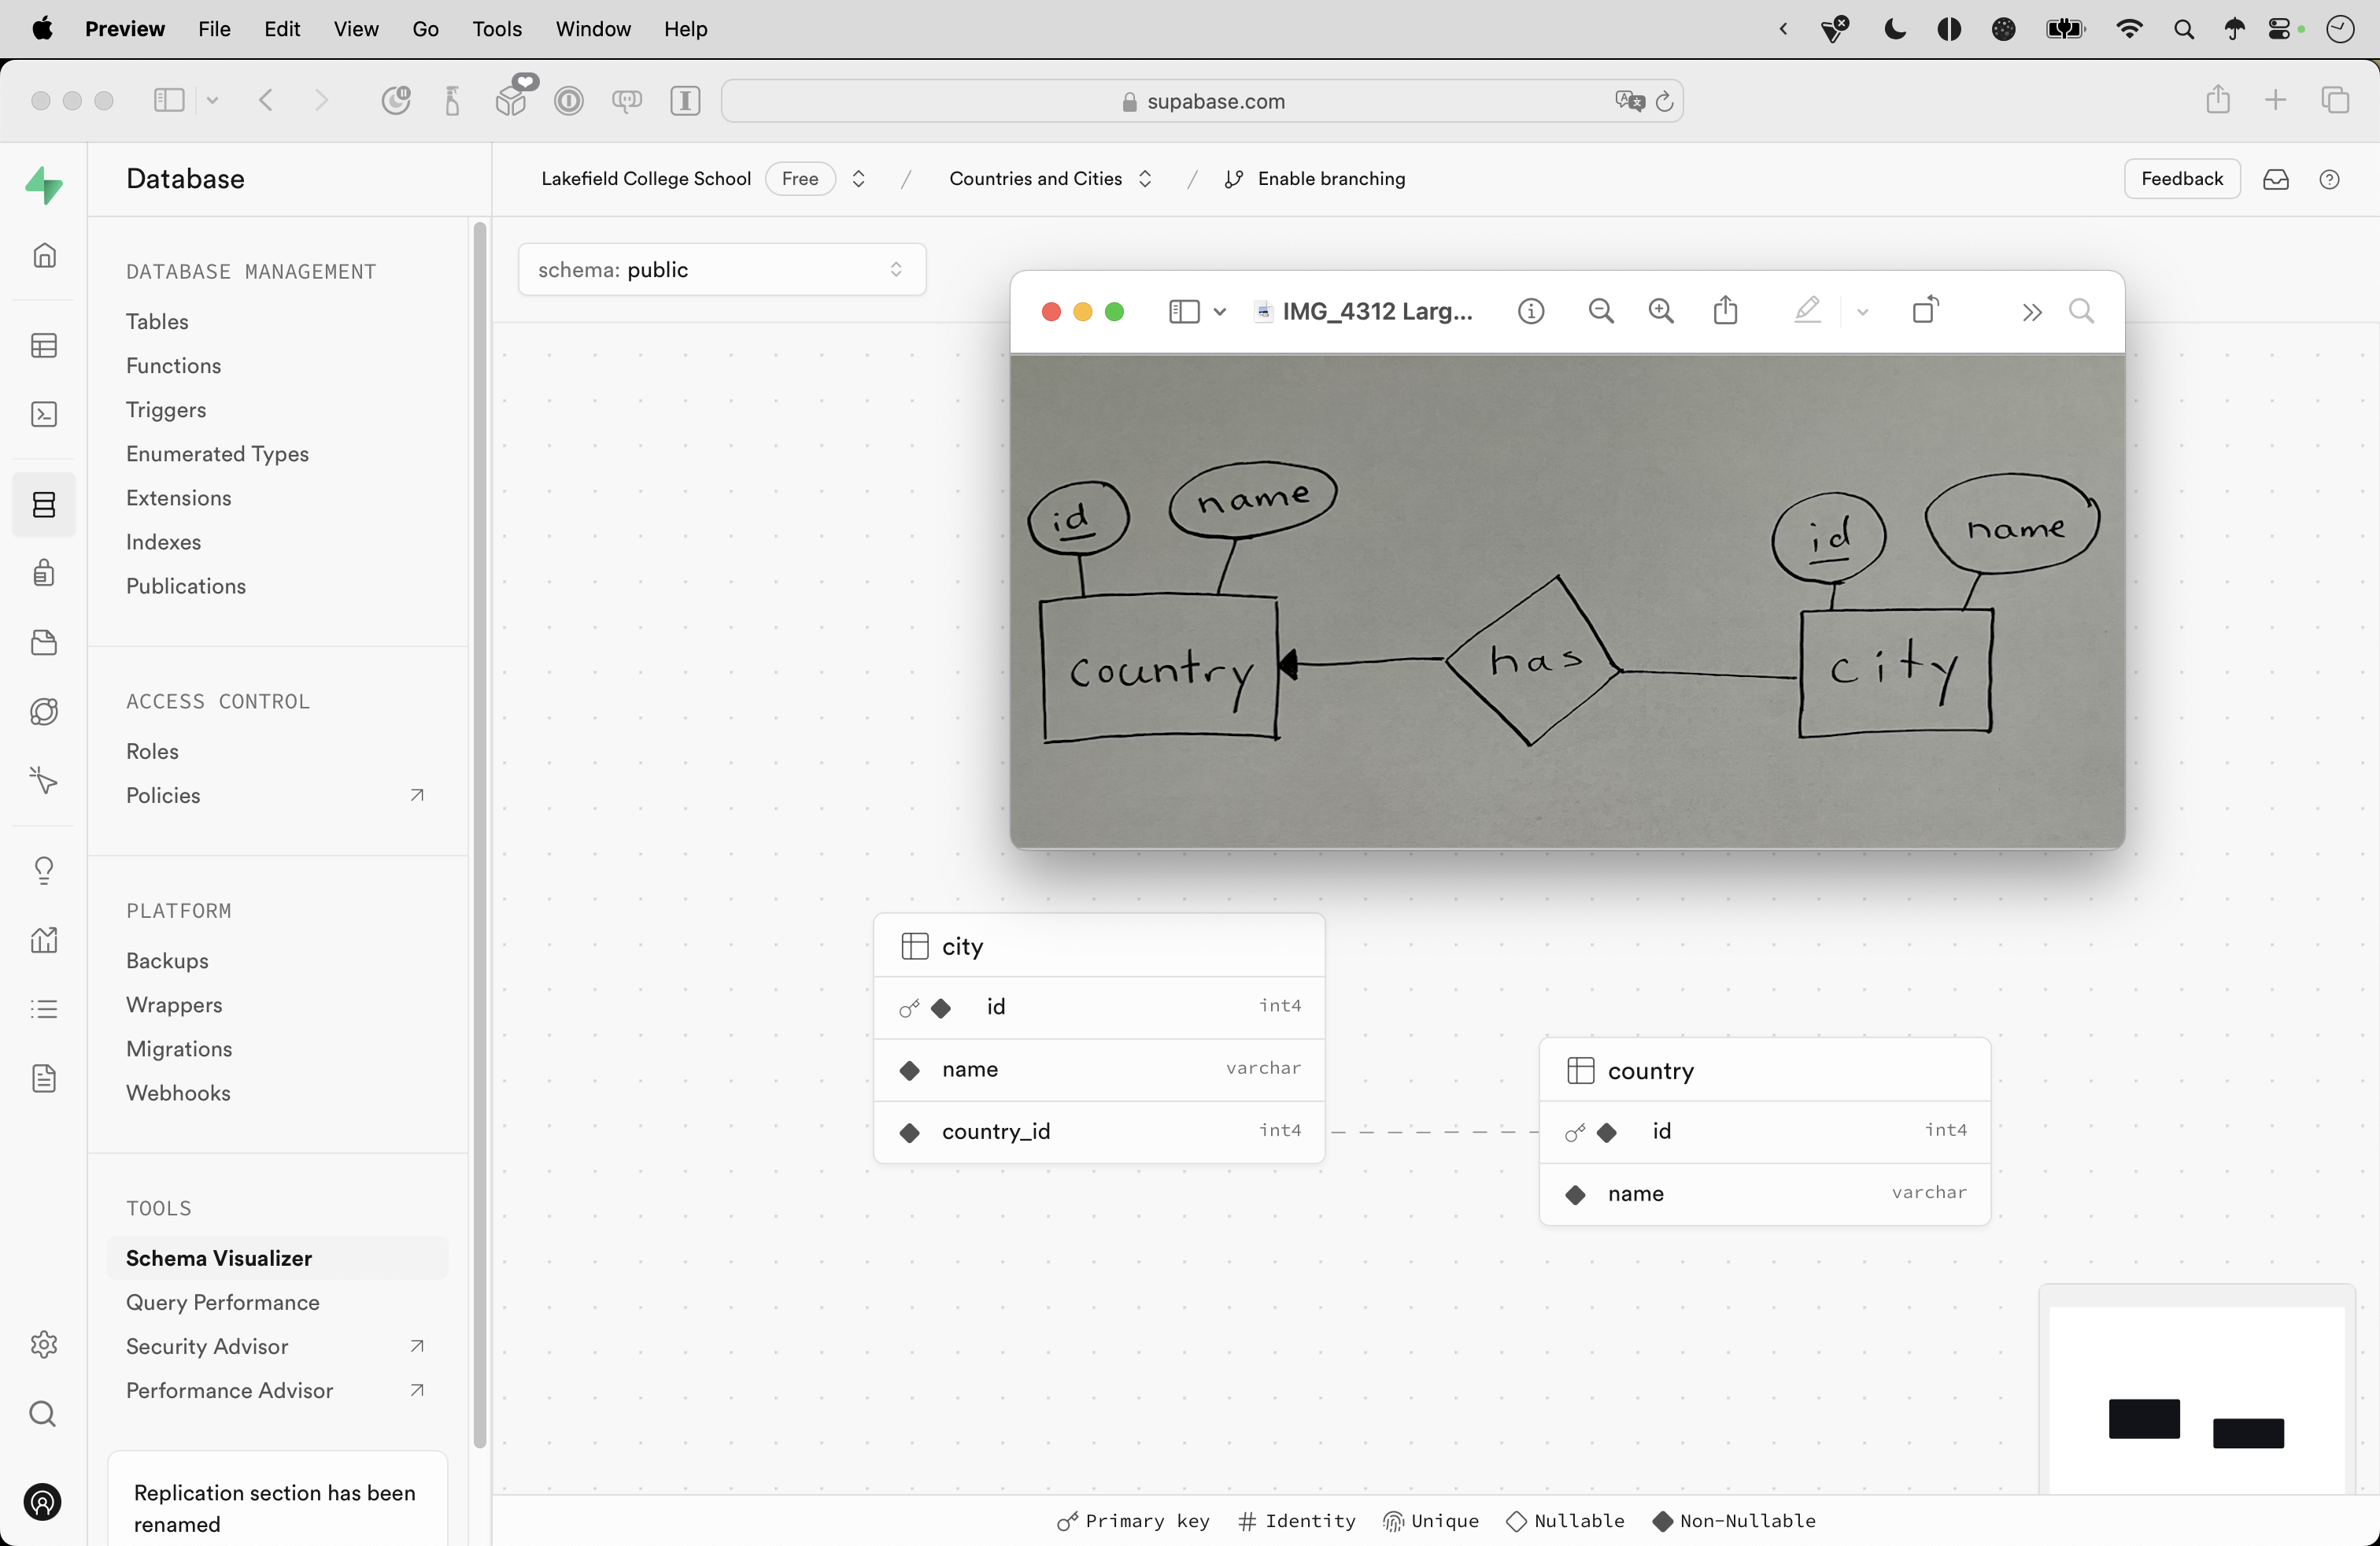 Preview File Edit View Go Tools Window Help
supabase.com
Database
Lakefield College School Free / Countries and Cities / Enable branching
Feedback
DATABASE MANAGEMENT
Tables
Functions
Triggers
Enumerated Types
Extensions
Indexes
Publications
ACCESS CONTROL
Roles
Policies
PLATFORM
Backups
Wrappers
Migrations
Webhooks
TOOLS
Schema Visualizer
Query Performance
Security Advisor
Performance Advisor
Replication section has been
renamed
schema: public
IMG_4312 Larg...
id name id name
country has city
city
id int4
name varchar
country_id int4
country
id int4
name varchar
Primary key # Identity Unique Nullable Non-Nullable